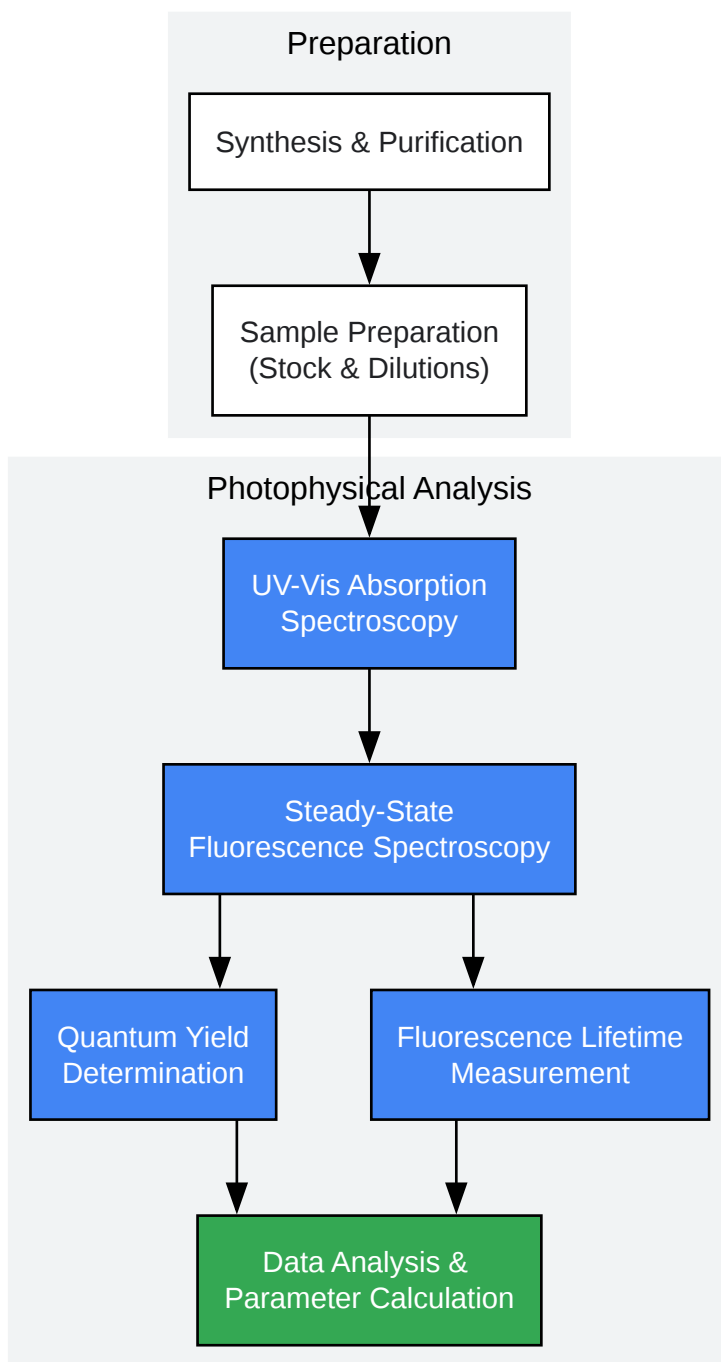 Preparation
Synthesis & Purification
Sample Preparation
(Stock & Dilutions)
Photophysical Analysis
UV-Vis Absorption
Spectroscopy
Steady-State
Fluorescence Spectroscopy
Quantum Yield
Determination
Fluorescence Lifetime
Measurement
Data Analysis &
Parameter Calculation